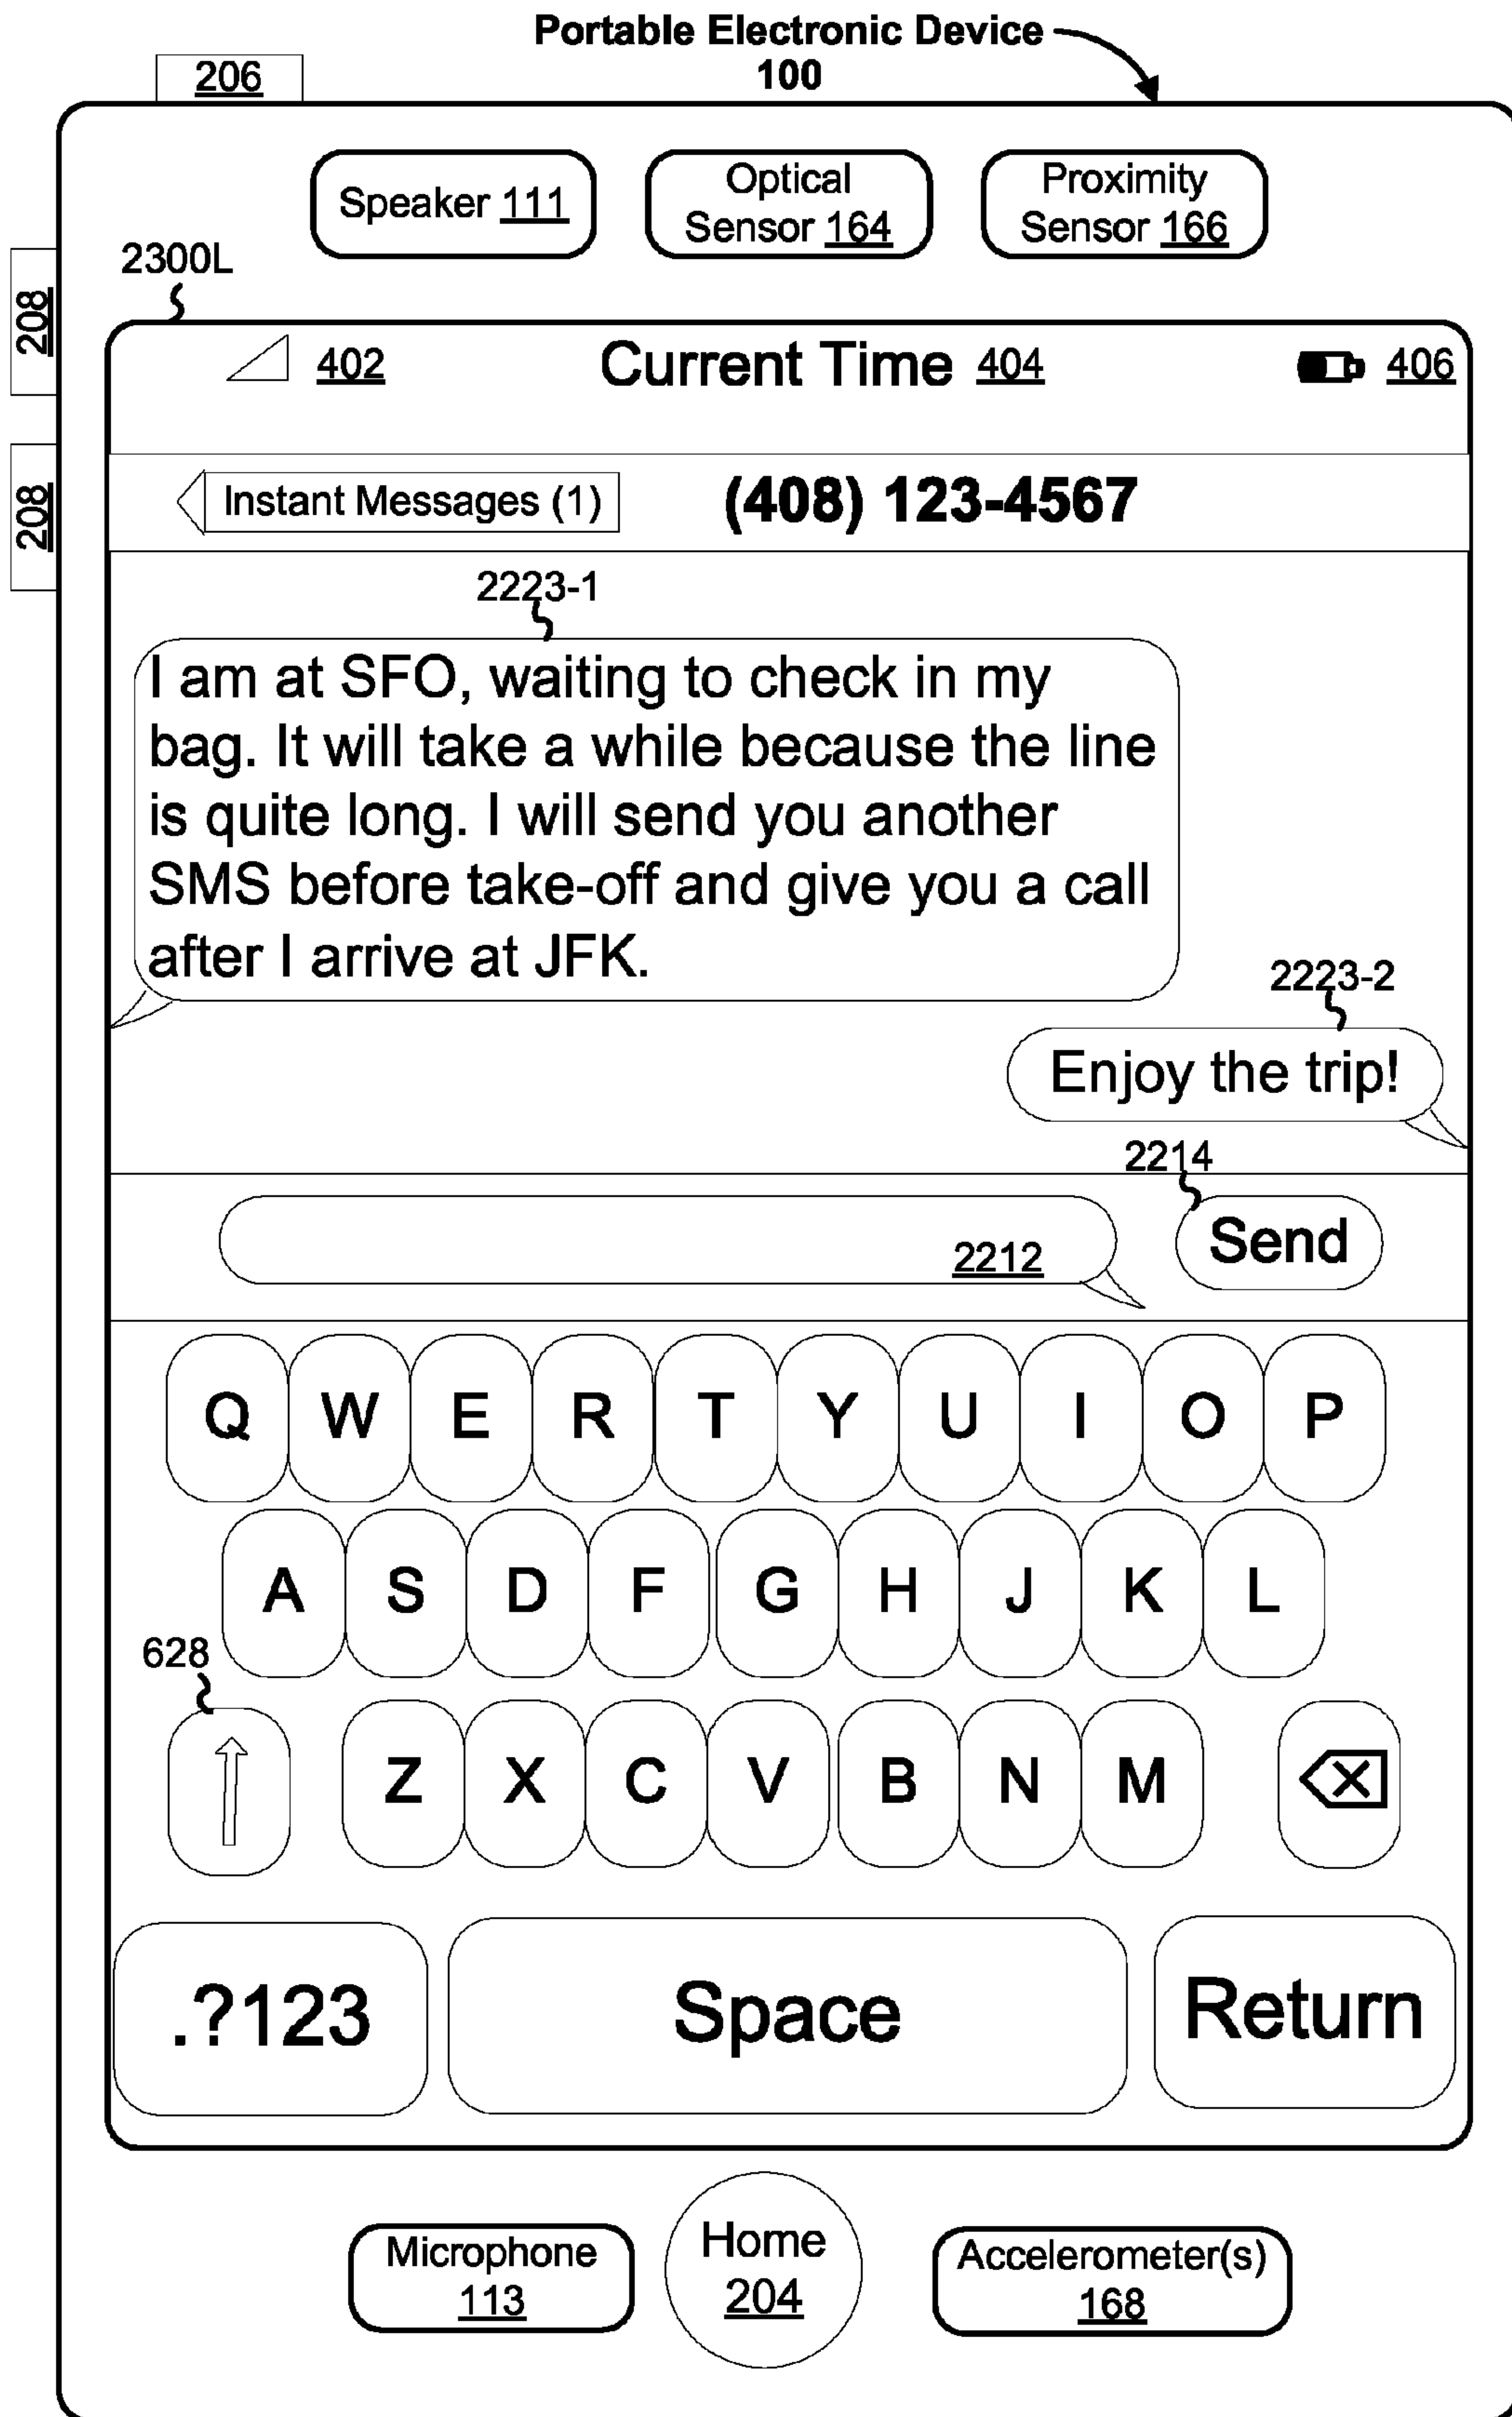 Portable Electronic Device
100
206
Speaker 111
Optical
Sensor 164
Proximity
Sensor 166
2300L
208
208
402
Current Time 404
406
Instant Messages (1)
(408) 123-4567
2223-1
I am at SFO, waiting to check in my
bag. It will take a while because the line
is quite long. I will send you another
SMS before take-off and give you a call
after I arrive at JFK.
2223-2
Enjoy the trip!
2214
2212
Send
Q W E R T Y U I O P
A S D F G H J K L
628
Z X C V B N M
.?123
Space
Return
Microphone
113
Home
204
Accelerometer(s)
168